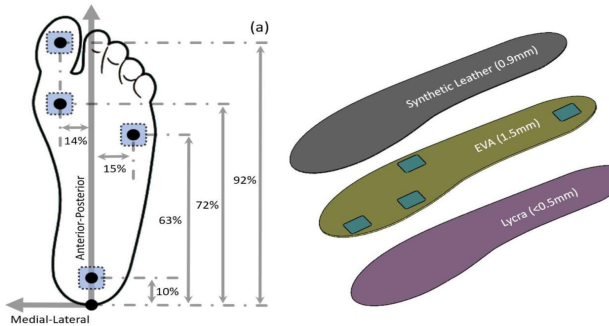 (a)
14%
15%
92%
72%
63%
10%
Anterior-Posterior
Medial-Lateral
Synthetic Leather (0.9mm)
EVA (1.5mm)
Lycra (<0.5mm)